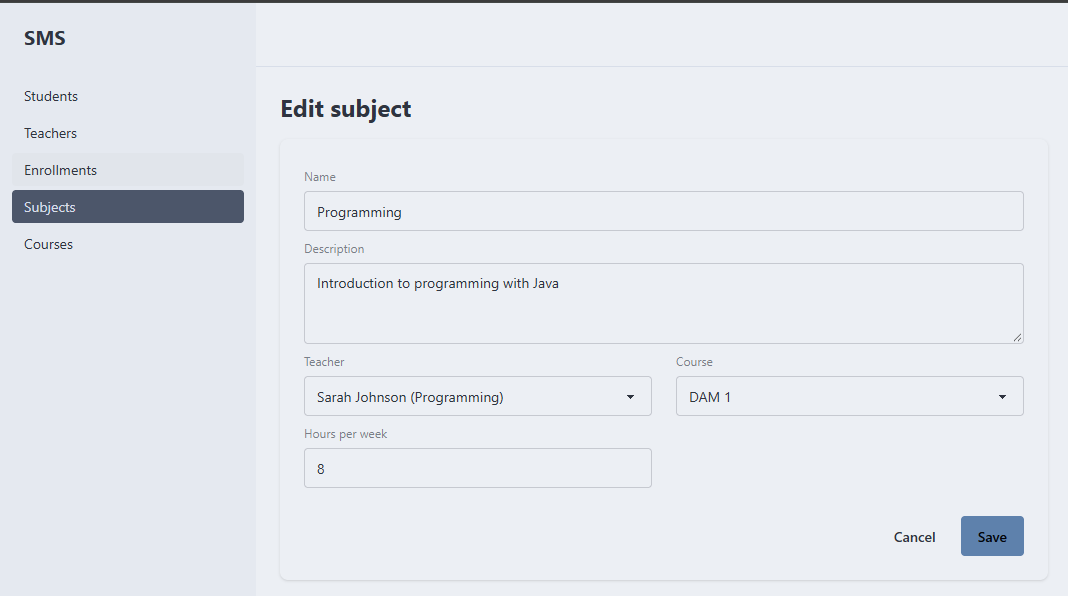 SMS
Students
Teachers
Enrollments
Subjects
Courses
Edit subject
Name
Programming
Description
Introduction to programming with Java
Teacher
Course
Sarah Johnson (Programming)
DAM 1
Hours per week
8
Cancel
Save